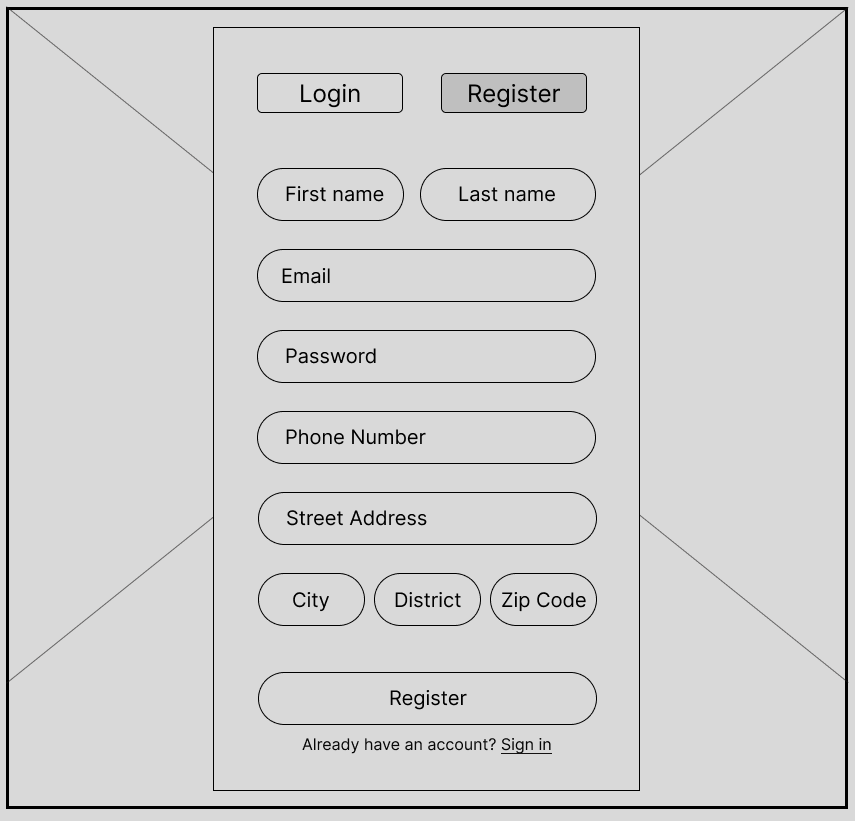 Login Register
First name Last name
Email
Password
Phone Number
Street Address
City District Zip Code
Register
Already have an account? Sign in